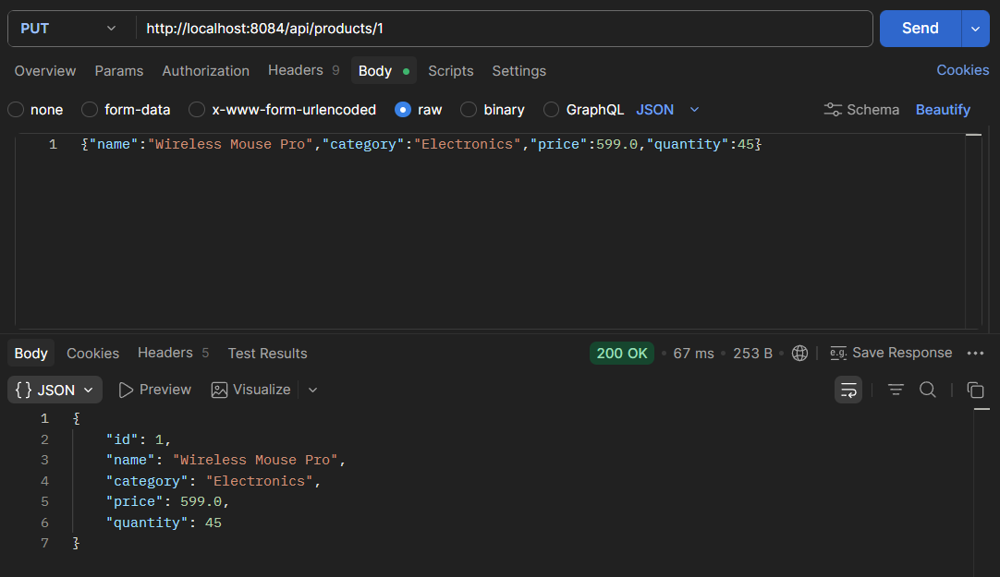 PUT http://localhost:8084/api/products/1 Send
Overview Params Authorization Headers 9 Body Scripts Settings Cookies
none form-data x-www-form-urlencoded raw binary GraphQL JSON Schema Beautify
1 {"name":"Wireless Mouse Pro","category":"Electronics","price":599.0,"quantity":45}
Body Cookies Headers 5 Test Results 200 OK • 67 ms • 253 B • e.g. Save Response
{} JSON Preview Visualize
1 {
2 "id": 1,
3 "name": "Wireless Mouse Pro",
4 "category": "Electronics",
5 "price": 599.0,
6 "quantity": 45
7 }